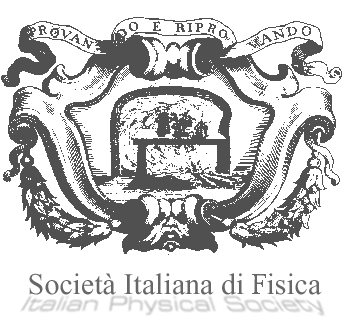 PROVANDO E RIPROVANDO
Società Italiana di Fisica
Italian Physical Society